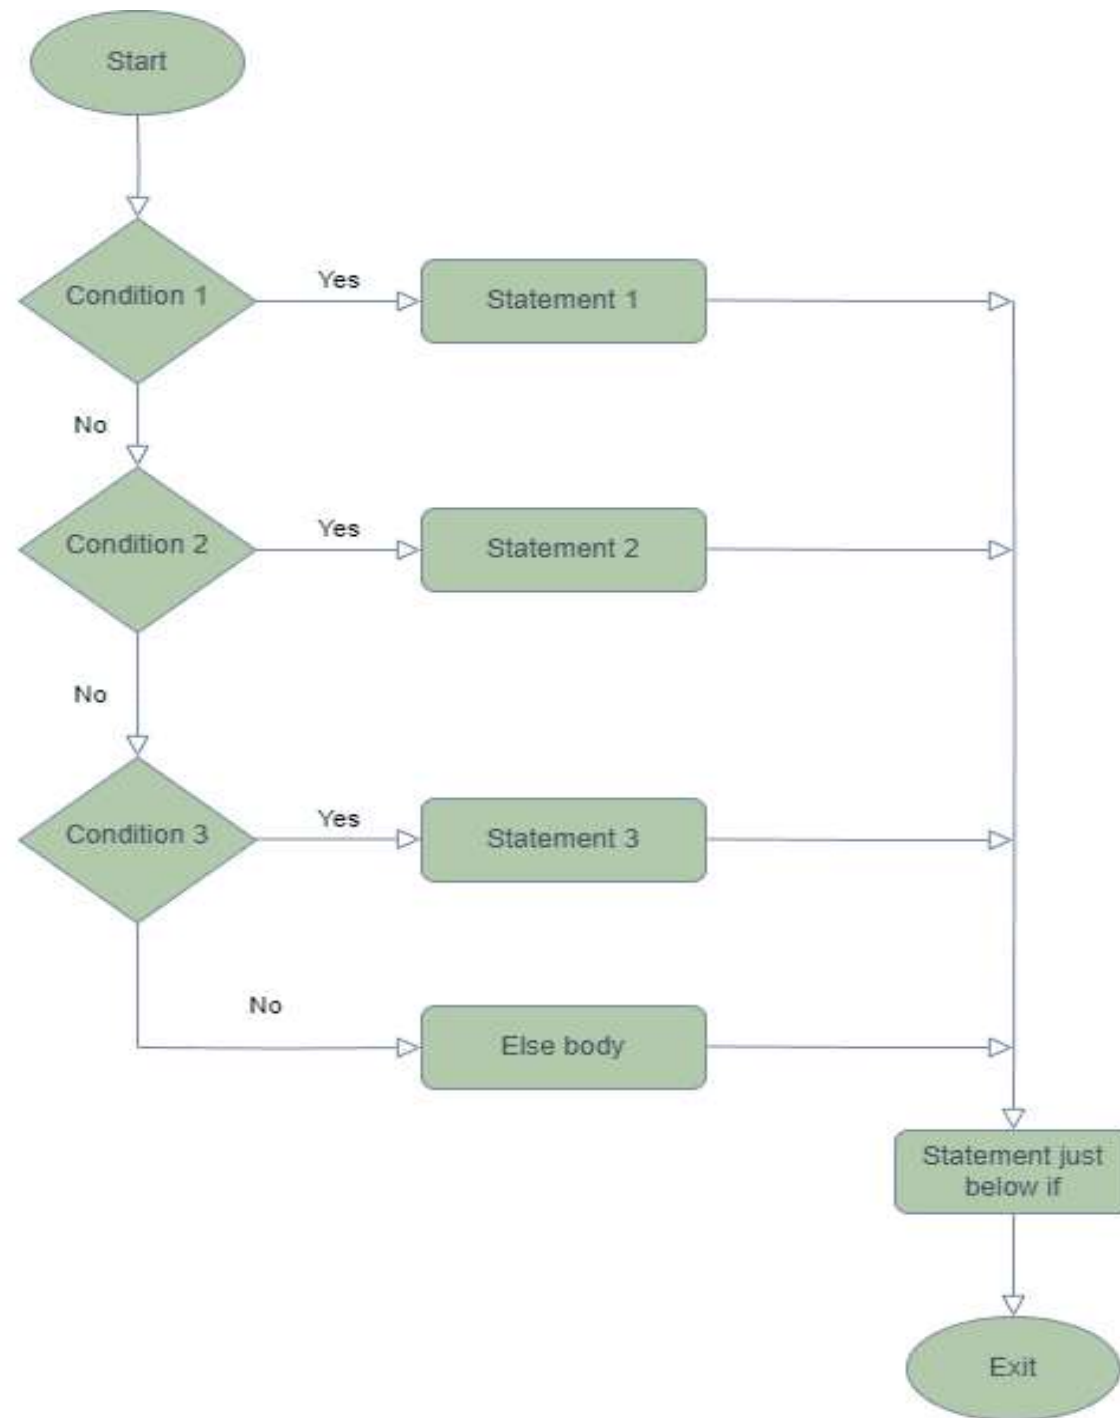 Start
Condition 1
Yes
Statement 1
No
Condition 2
Yes
Statement 2
No
Condition 3
Yes
Statement 3
No
Else body
Statement just
below if
Exit